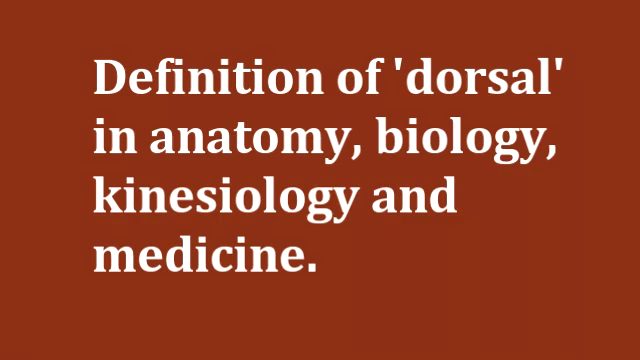 Definition of 'dorsal'
in anatomy, biology,
kinesiology and
medicine.